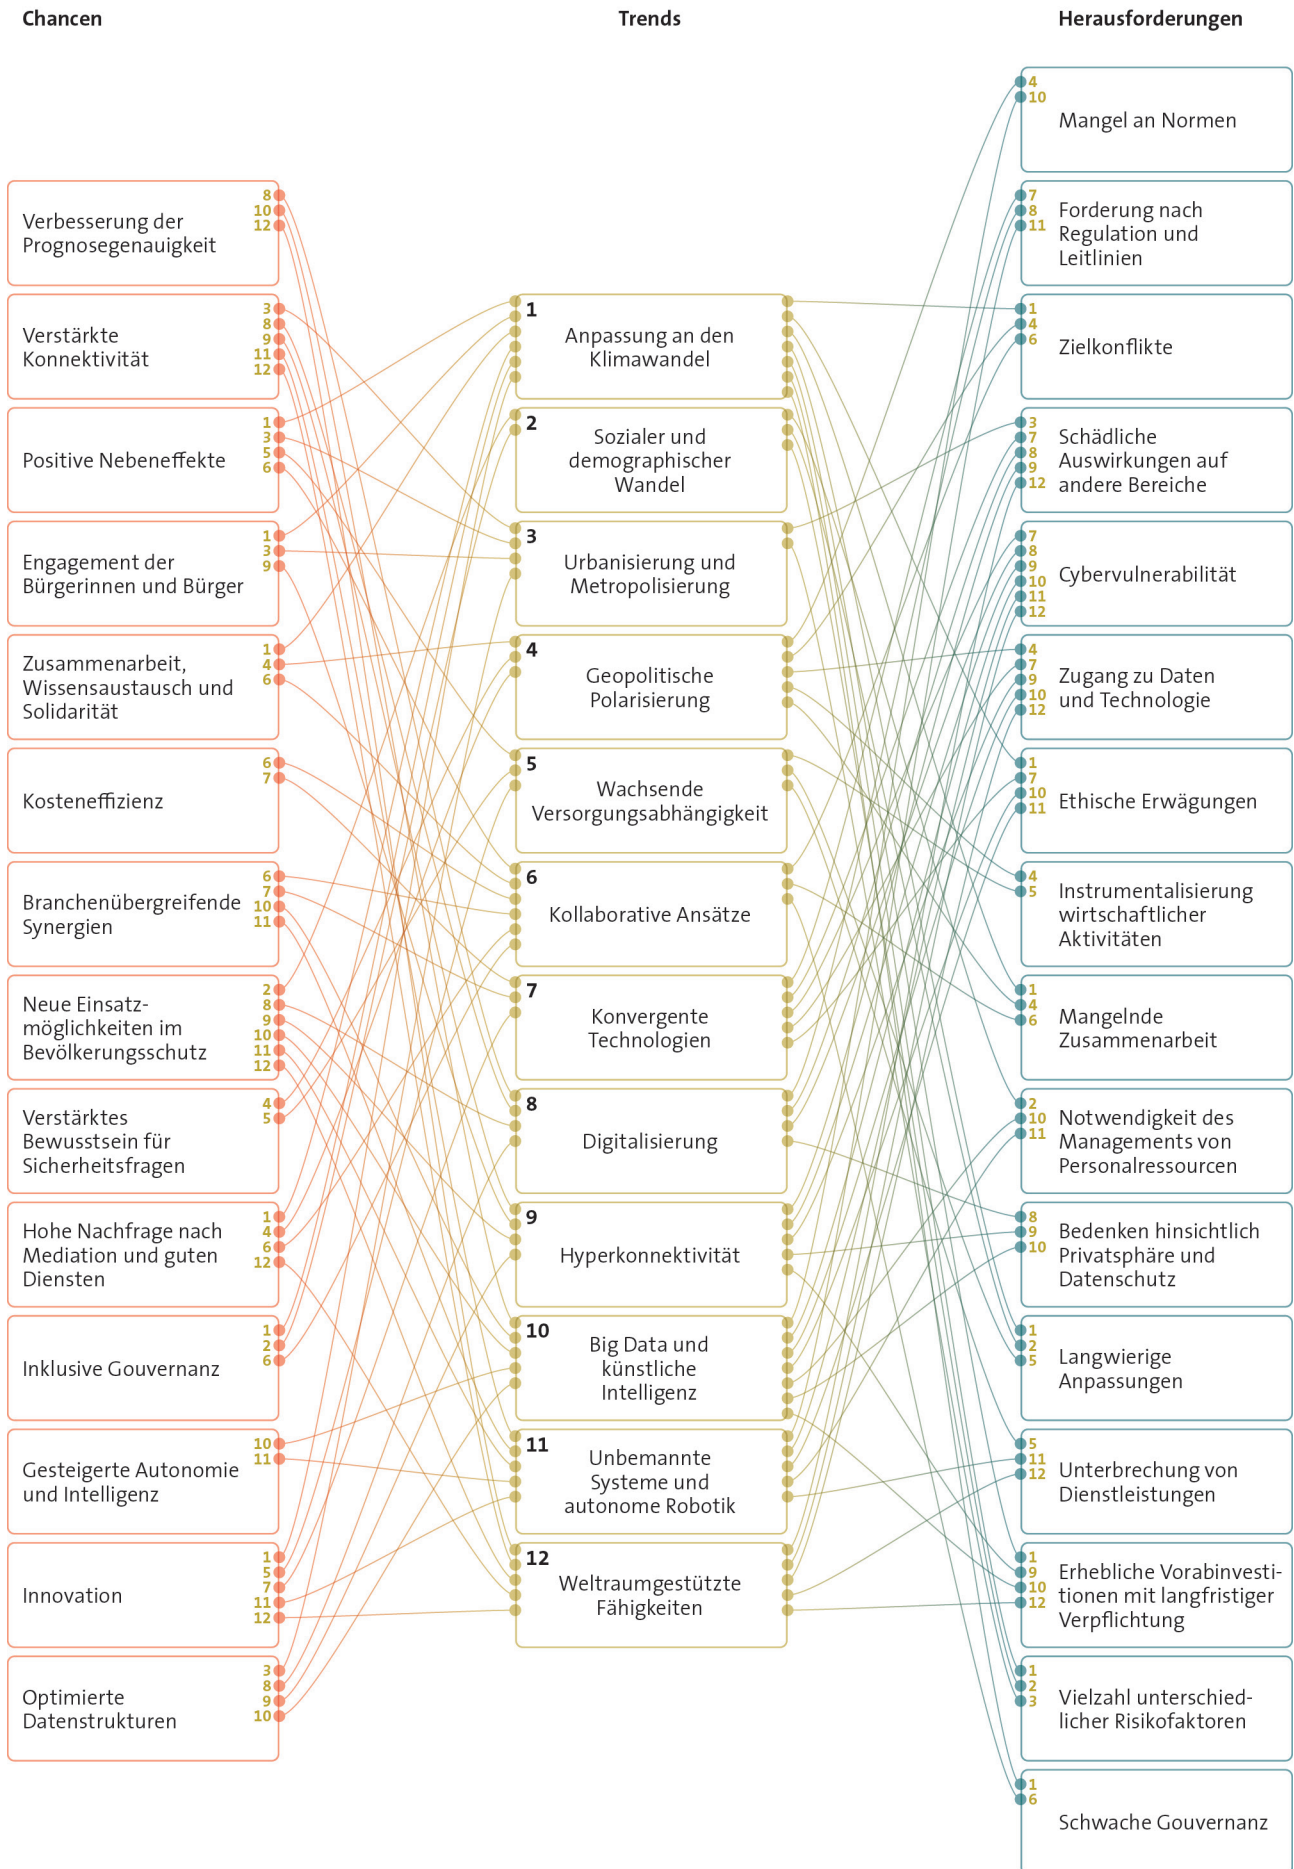 Chancen
Trends
Herausforderungen
8
10
12
Verbesserung der
Prognosegenauigkeit
3
8
9
11
12
Verstärkte
Konnektivität
1
3
5
6
Positive Nebeneffekte
1
3
9
Engagement der
Bürgerinnen und Bürger
1
4
6
Zusammenarbeit,
Wissensaustausch und
Solidarität
6
7
Kosteneffizienz
6
7
10
11
Branchenübergreifende
Synergien
2
8
9
10
11
12
Neue Einsatz-
möglichkeiten im
Bevölkerungsschutz
4
5
Verstärktes
Bewusstsein für
Sicherheitsfragen
1
4
6
12
Hohe Nachfrage nach
Mediation und guten
Diensten
1
2
6
Inklusive Gouvernanz
10
11
Gesteigerte Autonomie
und Intelligenz
1
5
7
11
12
Innovation
3
8
9
10
Optimierte
Datenstrukturen
1
Anpassung an den
Klimawandel
2
Sozialer und
demographischer
Wandel
3
Urbanisierung und
Metropolisierung
4
Geopolitische
Polarisierung
5
Wachsende
Versorgungsabhängigkeit
6
Kollaborative Ansätze
7
Konvergente
Technologien
8
Digitalisierung
9
Hyperkonnektivität
10
Big Data und
künstliche
Intelligenz
11
Unbemannte
Systeme und
autonome Robotik
12
Weltraumgestützte
Fähigkeiten
4
10
Mangel an Normen
7
8
11
Forderung nach
Regulation und
Leitlinien
1
4
6
Zielkonflikte
3
7
8
9
12
Schädliche
Auswirkungen auf
andere Bereiche
7
8
9
10
11
12
Cybervulnerabilität
4
7
9
10
12
Zugang zu Daten
und Technologie
1
7
10
11
Ethische Erwägungen
4
5
Instrumentalisierung
wirtschaftlicher
Aktivitäten
1
4
6
Mangelnde
Zusammenarbeit
2
10
11
Notwendigkeit des
Managements von
Personalressourcen
8
9
10
Bedenken hinsichtlich
Privatsphäre und
Datenschutz
1
2
5
Langwierige
Anpassungen
5
11
12
Unterbrechung von
Dienstleistungen
1
9
10
12
Erhebliche Vorabinvesti-
tionen mit langfristiger
Verpflichtung
1
2
3
Vielzahl unterschied-
licher Risikofaktoren
1
6
Schwache Gouvernanz